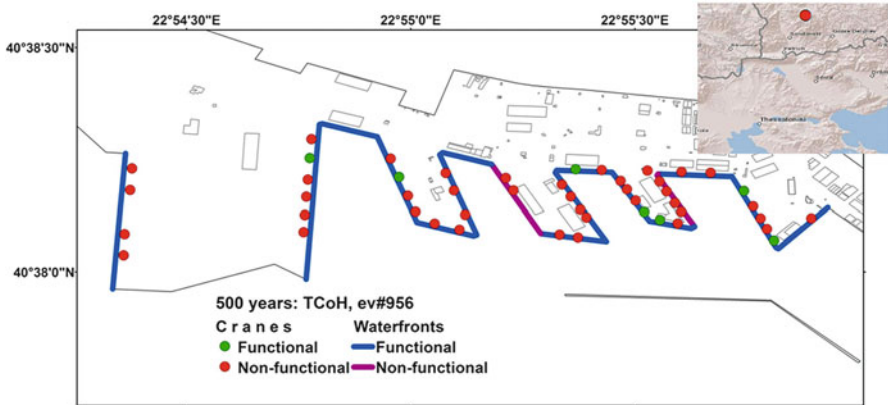 22°54'30"E 22°55'0"E 22°55'30"E
40°38'30"N
40°38'0"N
500 years: TCoH, ev#956
C r a n e s Waterfronts
Functional Functional
Non-functional Non-functional